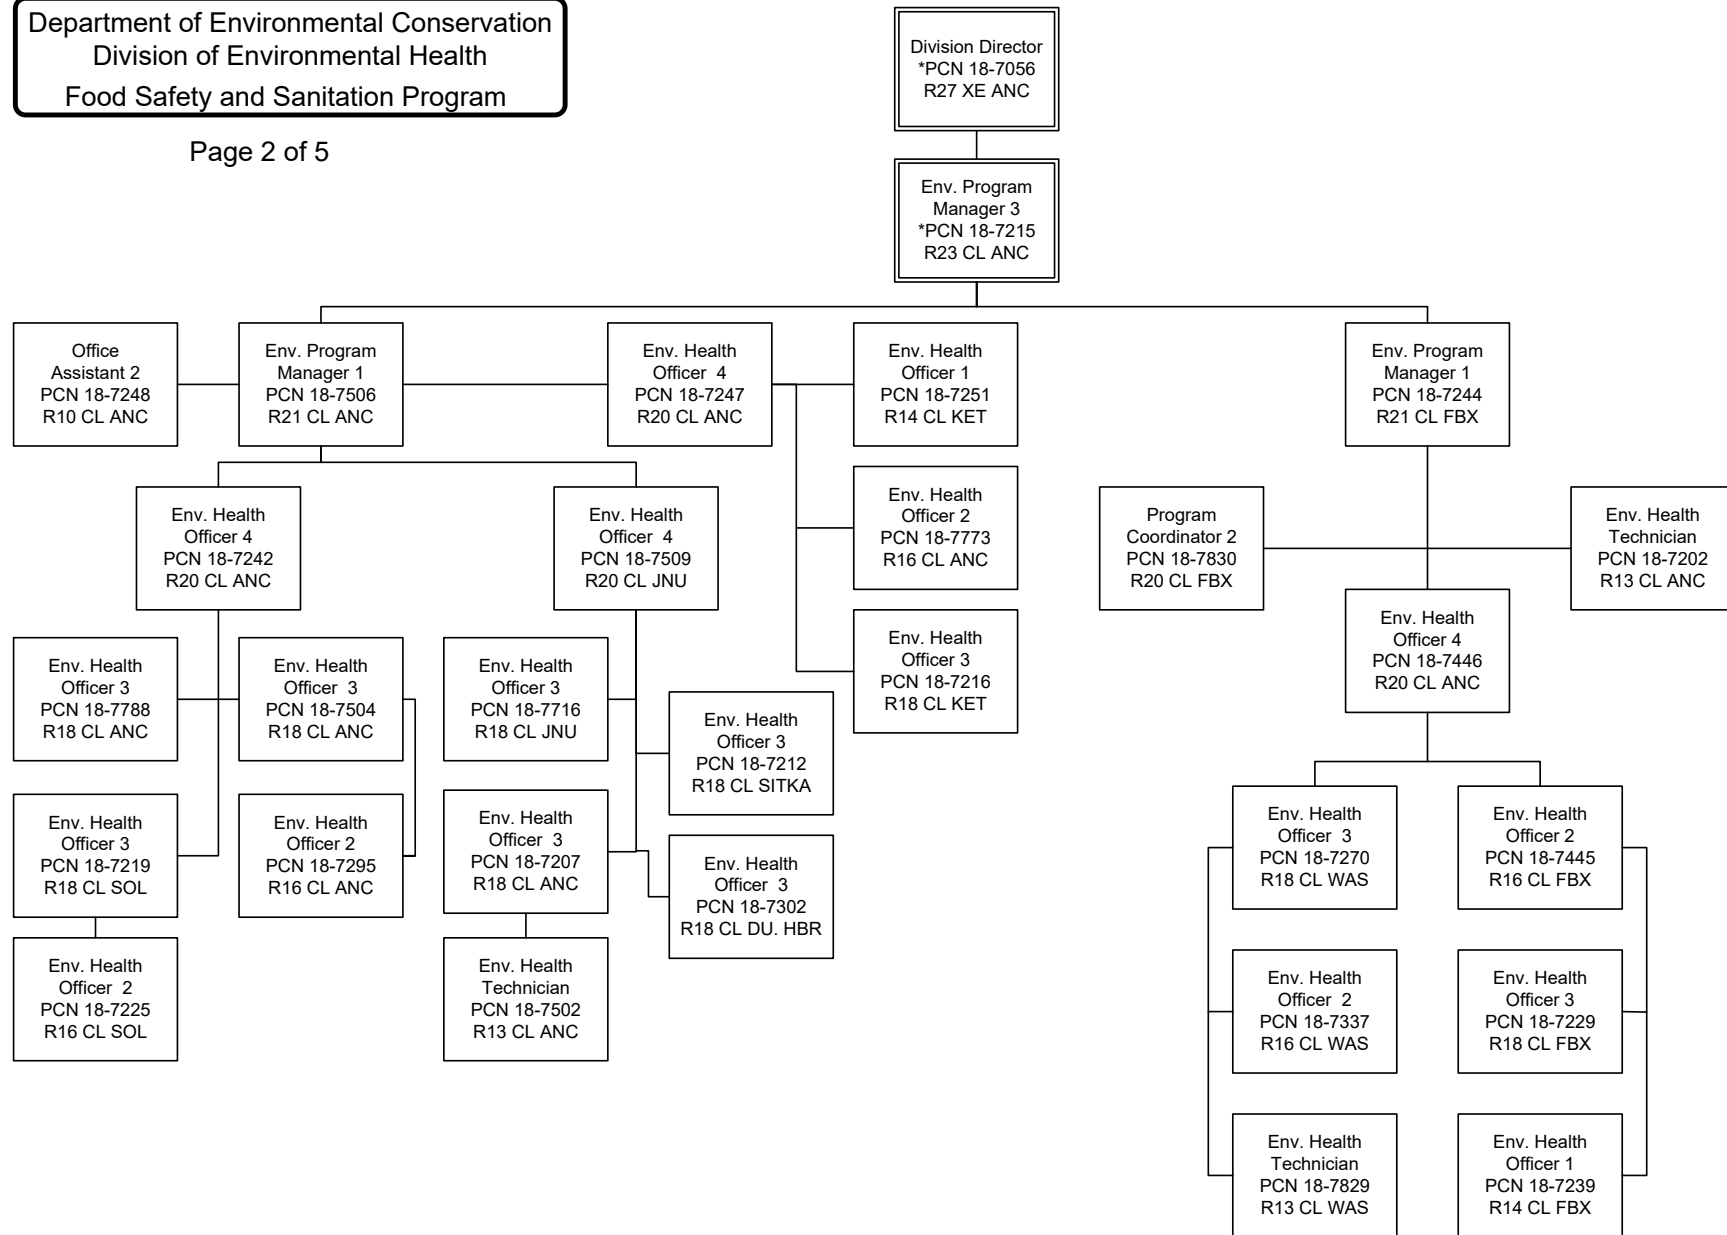 Department of Environmental Conservation
Division of Environmental Health
Food Safety and Sanitation Program
Page 2 of 5
Division Director
*PCN 18-7056
R27 XE ANC
Env. Program
Manager 3
*PCN 18-7215
R23 CL ANC
Office
Assistant 2
PCN 18-7248
R10 CL ANC
Env. Program
Manager 1
PCN 18-7506
R21 CL ANC
Env. Health
Officer 4
PCN 18-7247
R20 CL ANC
Env. Health
Officer 1
PCN 18-7251
R14 CL KET
Env. Program
Manager 1
PCN 18-7244
R21 CL FBX
Env. Health
Officer 4
PCN 18-7242
R20 CL ANC
Env. Health
Officer 4
PCN 18-7509
R20 CL JNU
Env. Health
Officer 2
PCN 18-7773
R16 CL ANC
Program
Coordinator 2
PCN 18-7830
R20 CL FBX
Env. Health
Technician
PCN 18-7202
R13 CL ANC
Env. Health
Officer 4
PCN 18-7446
R20 CL ANC
Env. Health
Officer 3
PCN 18-7788
R18 CL ANC
Env. Health
Officer 3
PCN 18-7504
R18 CL ANC
Env. Health
Officer 3
PCN 18-7716
R18 CL JNU
Env. Health
Officer 3
PCN 18-7212
R18 CL SITKA
Env. Health
Officer 3
PCN 18-7216
R18 CL KET
Env. Health
Officer 3
PCN 18-7219
R18 CL SOL
Env. Health
Officer 2
PCN 18-7295
R16 CL ANC
Env. Health
Officer 3
PCN 18-7207
R18 CL ANC
Env. Health
Officer 3
PCN 18-7302
R18 CL DU. HBR
Env. Health
Officer 3
PCN 18-7270
R18 CL WAS
Env. Health
Officer 2
PCN 18-7445
R16 CL FBX
Env. Health
Officer 2
PCN 18-7225
R16 CL SOL
Env. Health
Technician
PCN 18-7502
R13 CL ANC
Env. Health
Officer 2
PCN 18-7337
R16 CL WAS
Env. Health
Officer 3
PCN 18-7229
R18 CL FBX
Env. Health
Technician
PCN 18-7829
R13 CL WAS
Env. Health
Officer 1
PCN 18-7239
R14 CL FBX